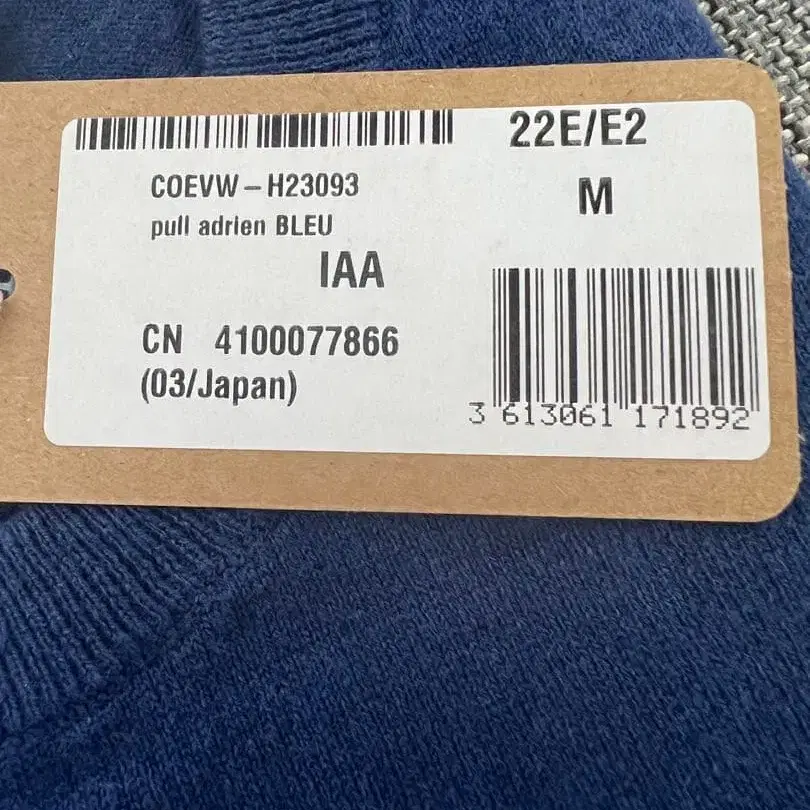 22E/E2
COEVW-H23093
M
pull adrien BLEU
IAA
CN 4100077866
(03/Japan)
3 613061 171892